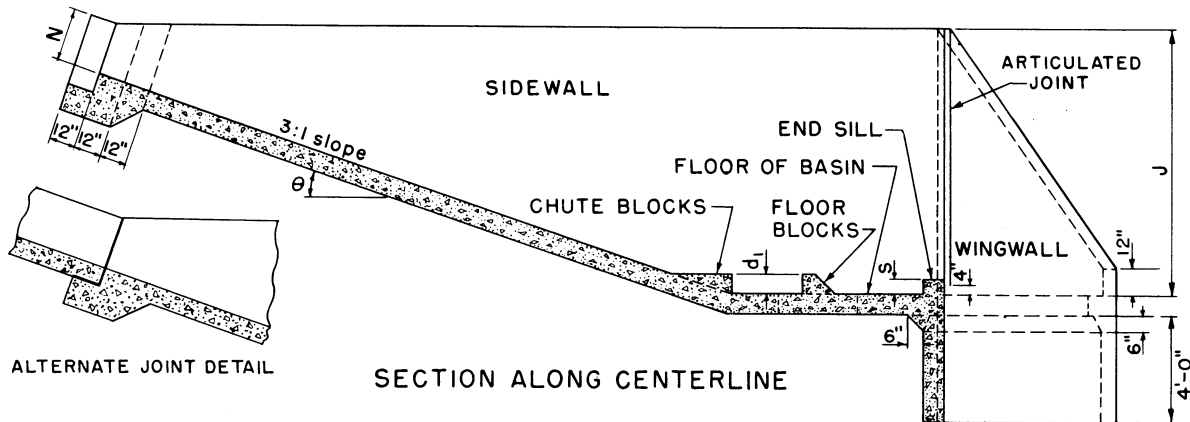 N
SIDEWALL
ARTICULATED
JOINT
12" 12" 12"
3:1 slope
θ
END SILL
FLOOR OF BASIN
CHUTE BLOCKS
FLOOR
BLOCKS
d1
S
J
WINGWALL
12"
4"
6"
6"
4'-0"
ALTERNATE JOINT DETAIL
SECTION ALONG CENTERLINE